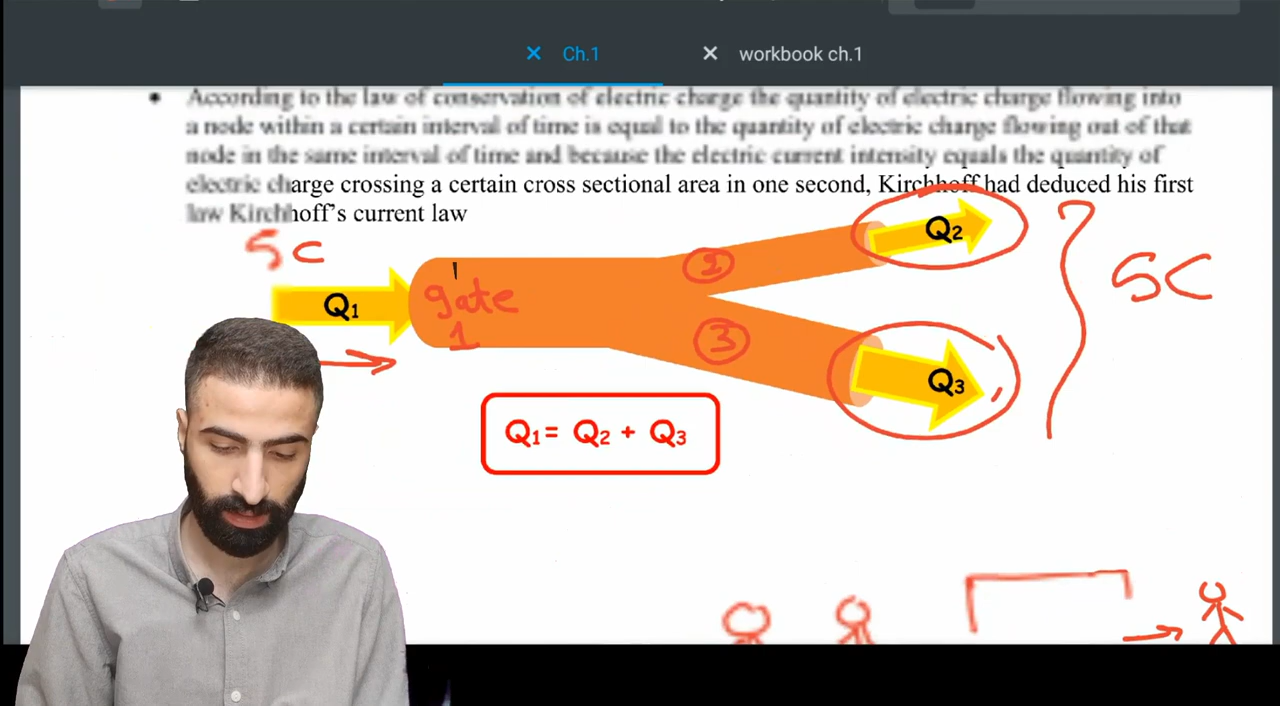 Ch.1
workbook ch.1
• According to the law of conservation of electric charge the quantity of electric charge flowing into
a node within a certain interval of time is equal to the quantity of electric charge flowing out of that
node in the same interval of time and because the electric current intensity equals the quantity of
electric charge crossing a certain cross sectional area in one second, Kirchhoff had deduced his first
law Kirchhoff's current law
5 C
Q1
gate
1
2
3
Q2
Q3
5C
Q1= Q2 + Q3